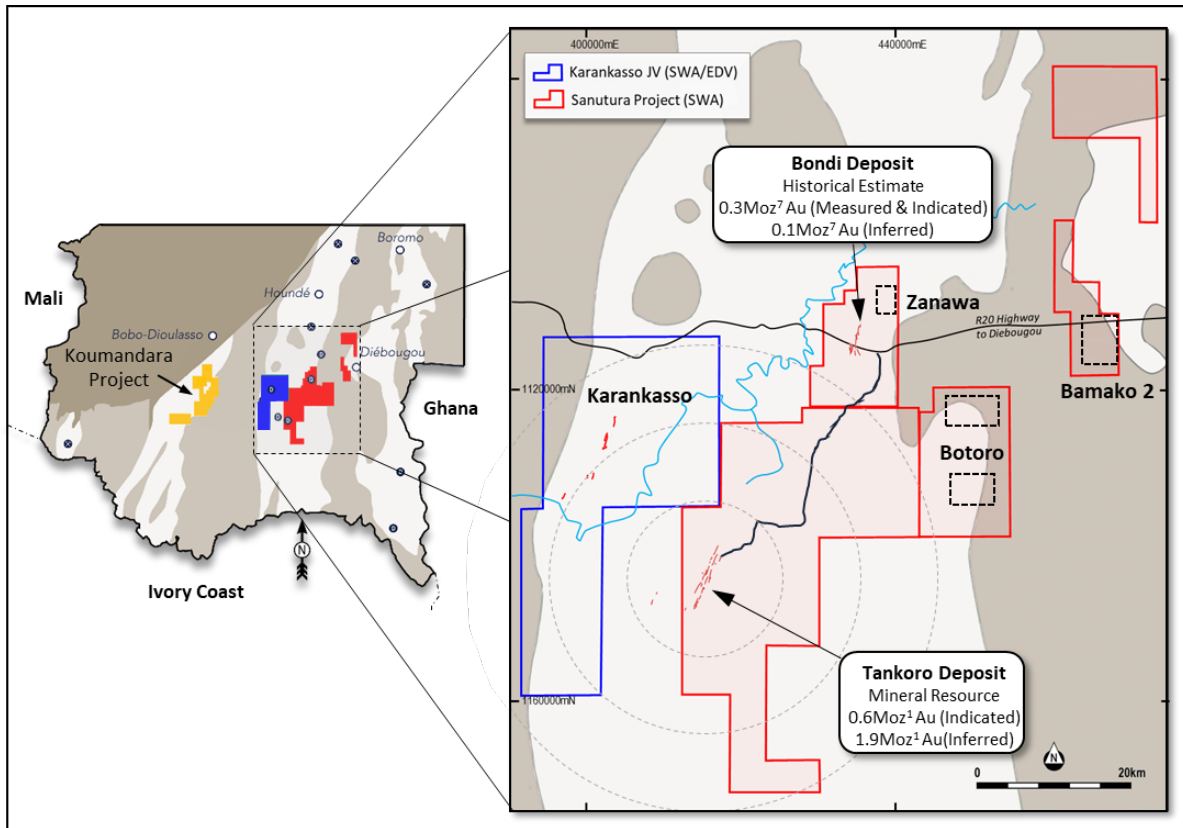 Mali
Boromo
Houndé
Bobo-Dioulasso
Koumandara
Project
Diébougou
Ghana
N
Ivory Coast
400000mE
440000mE
Karankasso JV (SWA/EDV)
Sanutura Project (SWA)
Bondi Deposit
Historical Estimate
0.3Moz⁷ Au (Measured & Indicated)
0.1Moz⁷ Au (Inferred)
Zanawa
R20 Highway
to Diebougou
1120000mN
Karankasso
Bamako 2
Botoro
Tankoro Deposit
Mineral Resource
0.6Moz¹ Au (Indicated)
1.9Moz¹ Au(Inferred)
1160000mN
N
0 20km